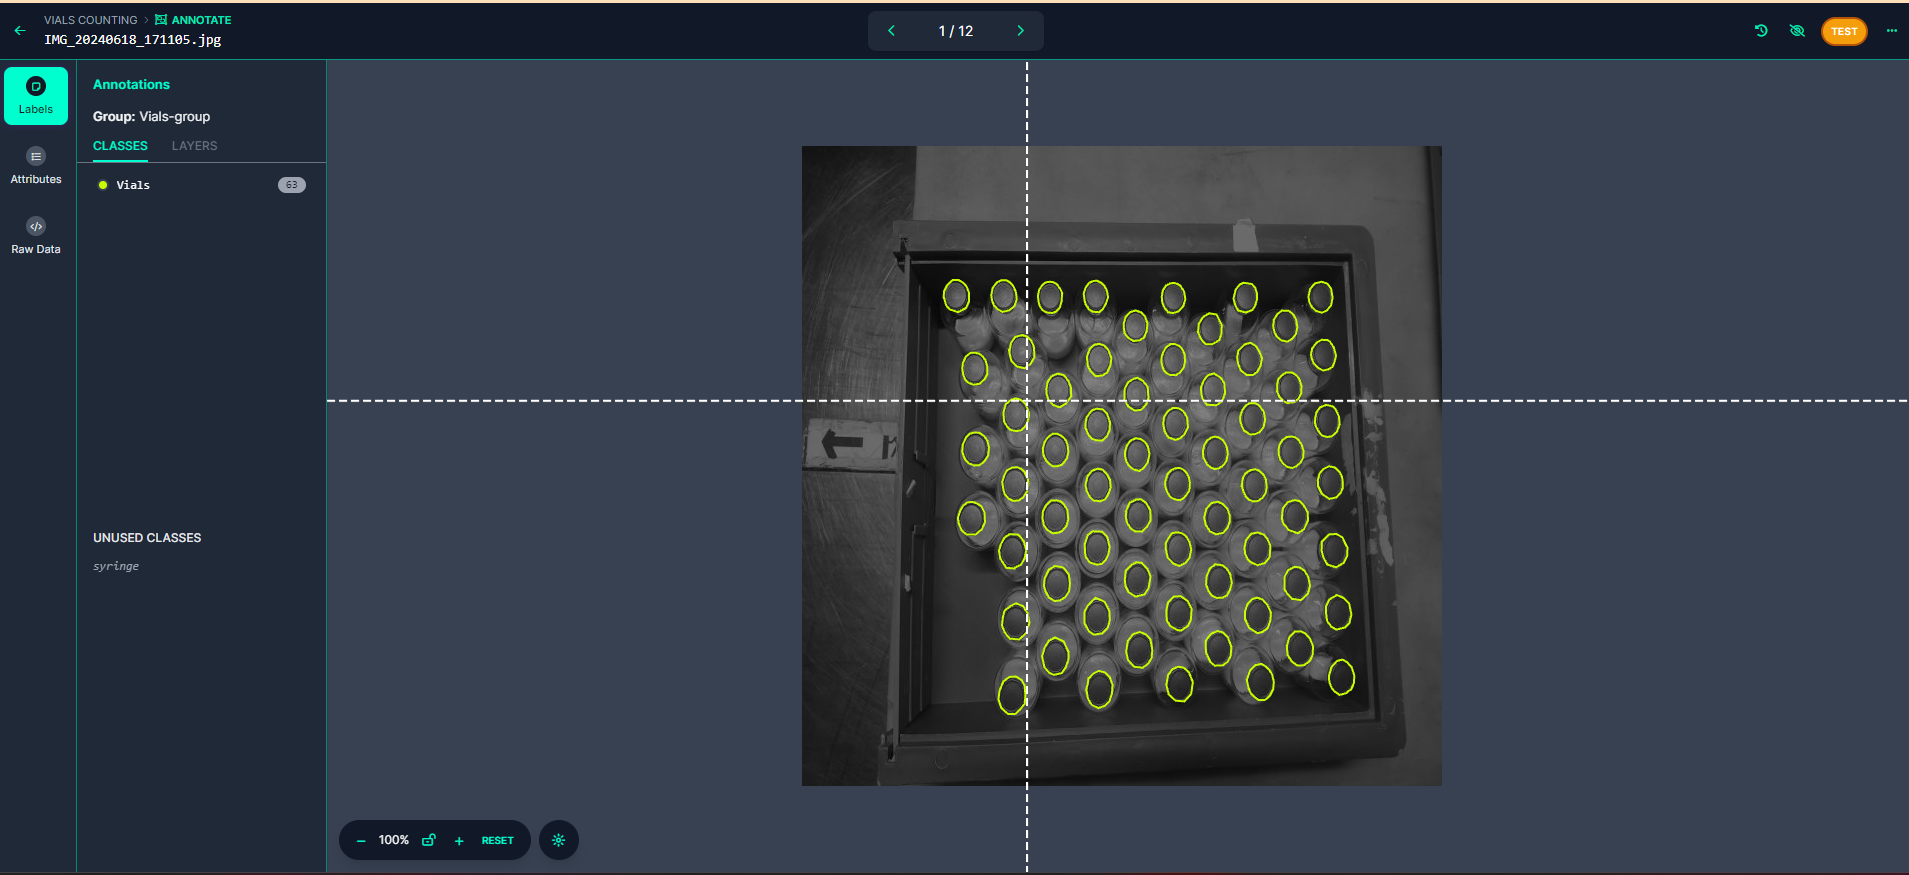 VIALS COUNTING > ANNOTATE
IMG_20240618_171105.jpg
1 / 12
TEST
Labels
Attributes
Raw Data
Annotations
Group: Vials-group
CLASSES LAYERS
Vials 63
UNUSED CLASSES
syringe
− 100% + RESET